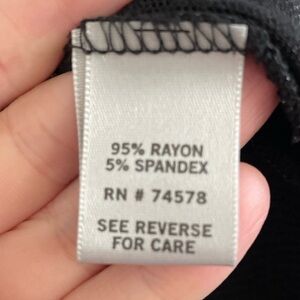 95% RAYON
5% SPANDEX
RN # 74578
SEE REVERSE
FOR CARE